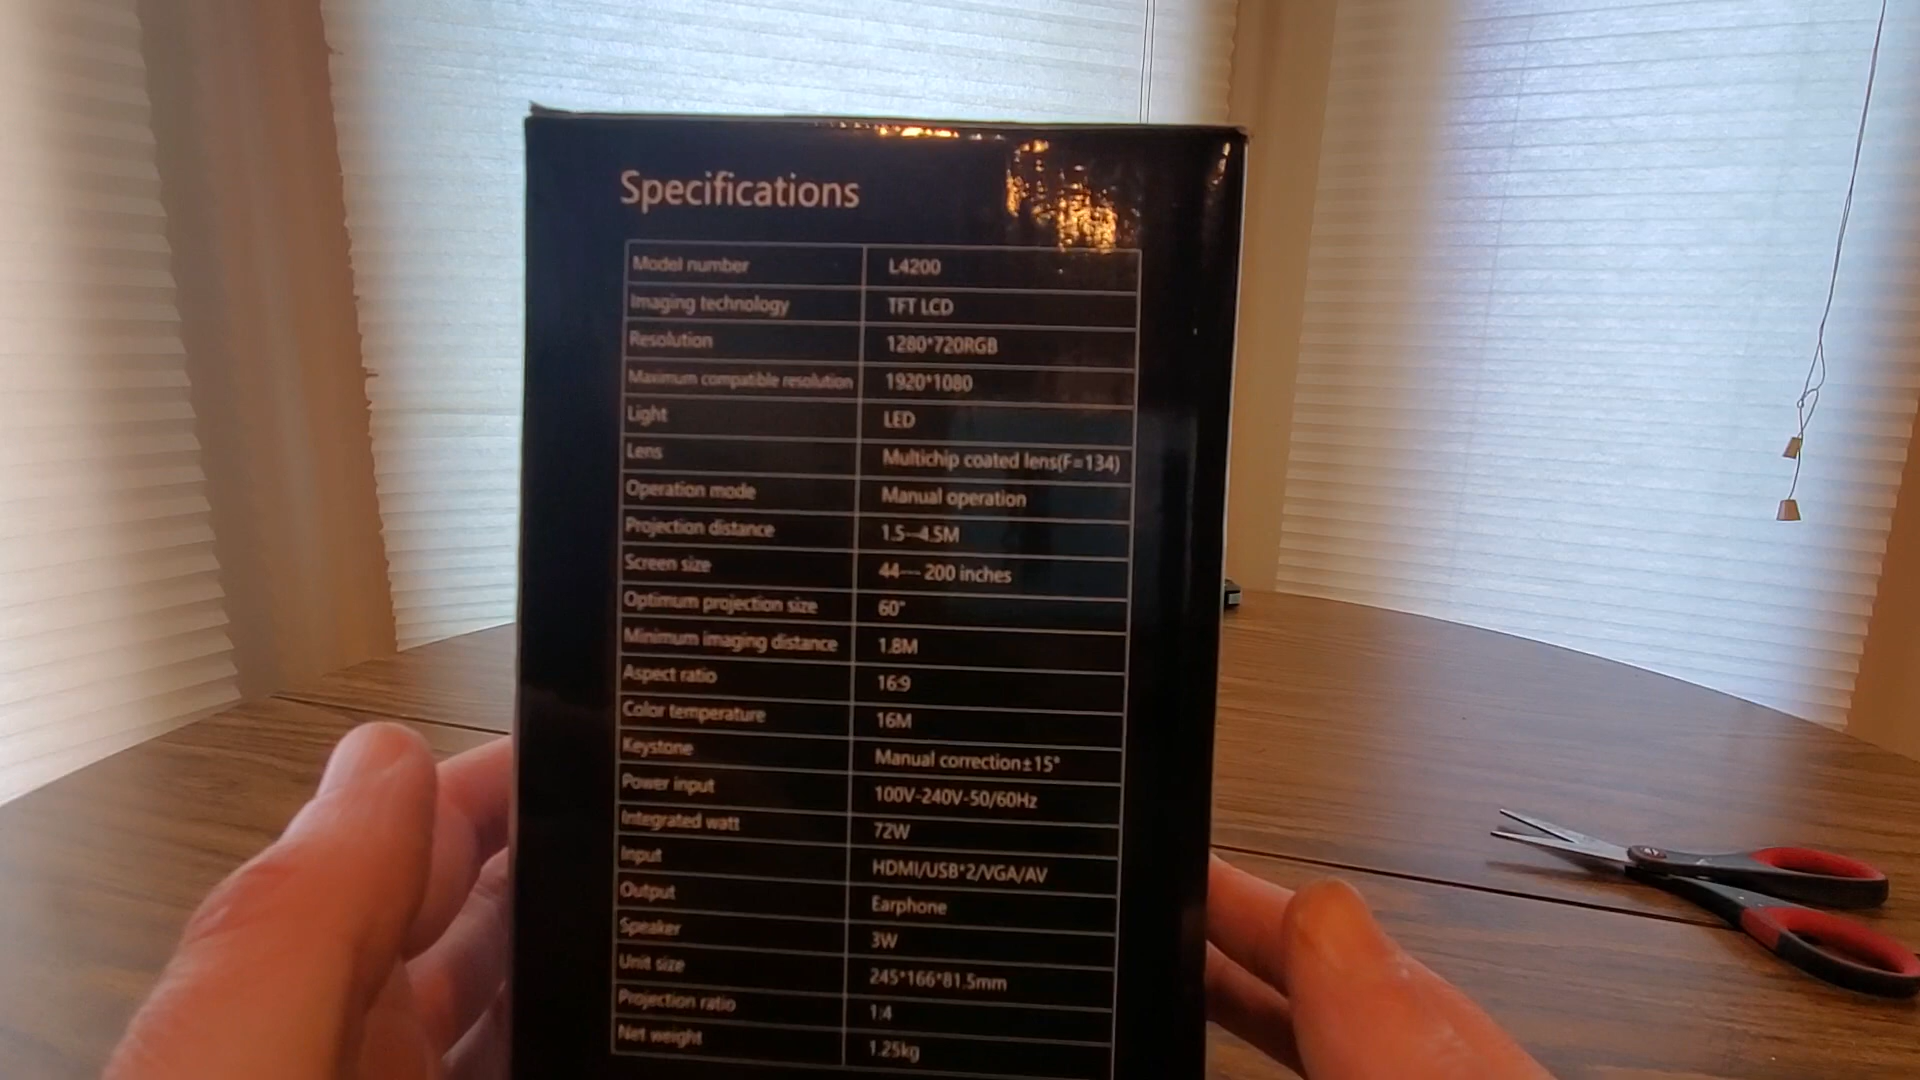 Specifications
Model number L4200
Imaging technology TFT LCD
Resolution 1280*720RGB
Maximum compatible resolution 1920*1080
Light LED
Lens Multichip coated lens(F=134)
Operation mode Manual operation
Projection distance 1.5--4.5M
Screen size 44---200 inches
Optimum projection size 60"
Minimum imaging distance 1.8M
Aspect ratio 16:9
Color temperature 16M
Keystone Manual correction±15°
Power input 100V-240V-50/60Hz
Integrated watt 72W
Input HDMI/USB*2/VGA/AV
Output Earphone
Speaker 3W
Unit size 245*166*81.5mm
Projection ratio 1:4
Net weight 1.25kg